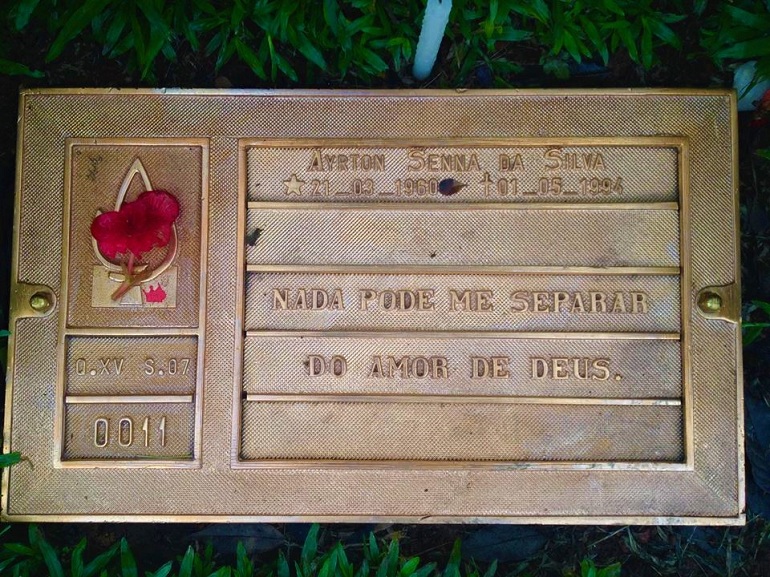 AYRTON SENNA DA SILVA
☆21_03_1960 ✝01_05_1994
NADA PODE ME SEPARAR
DO AMOR DE DEUS.
Q.XV S.07
0011